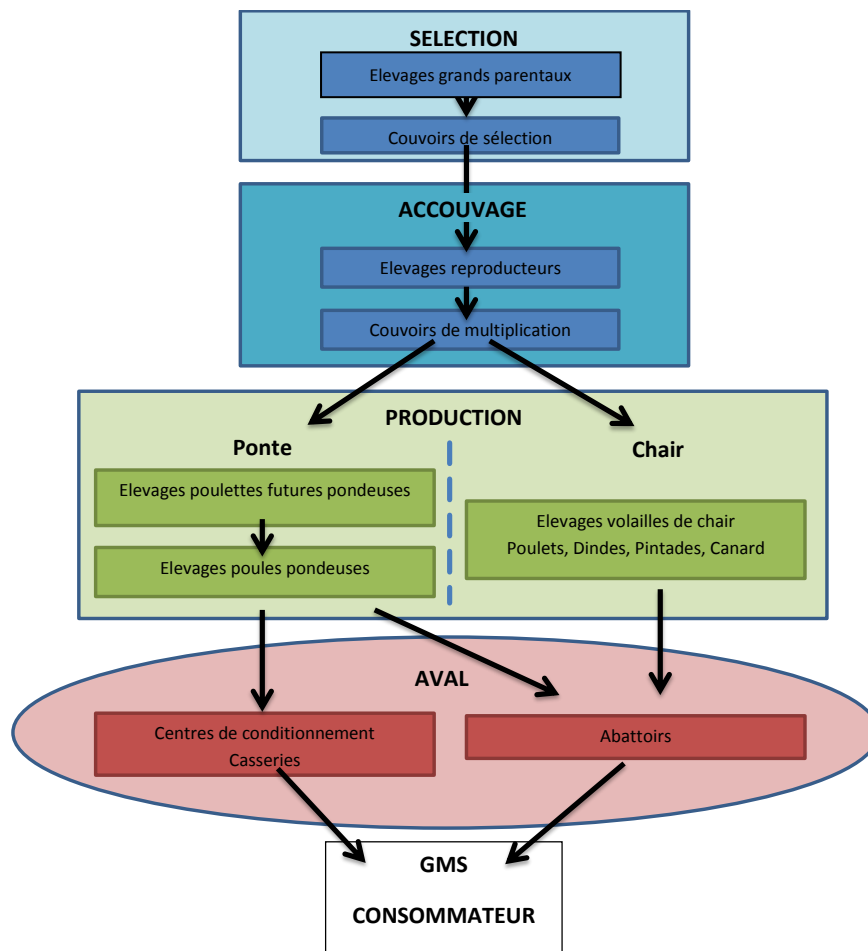 SELECTION
Elevages grands parentaux
Couvoirs de sélection
ACCOUVAGE
Elevages reproducteurs
Couvoirs de multiplication
PRODUCTION
Ponte
Chair
Elevages poulettes futures pondeuses
Elevages volailles de chair
Poulets, Dindes, Pintades, Canard
Elevages poules pondeuses
AVAL
Centres de conditionnement
Casseries
Abattoirs
GMS
CONSOMMATEUR